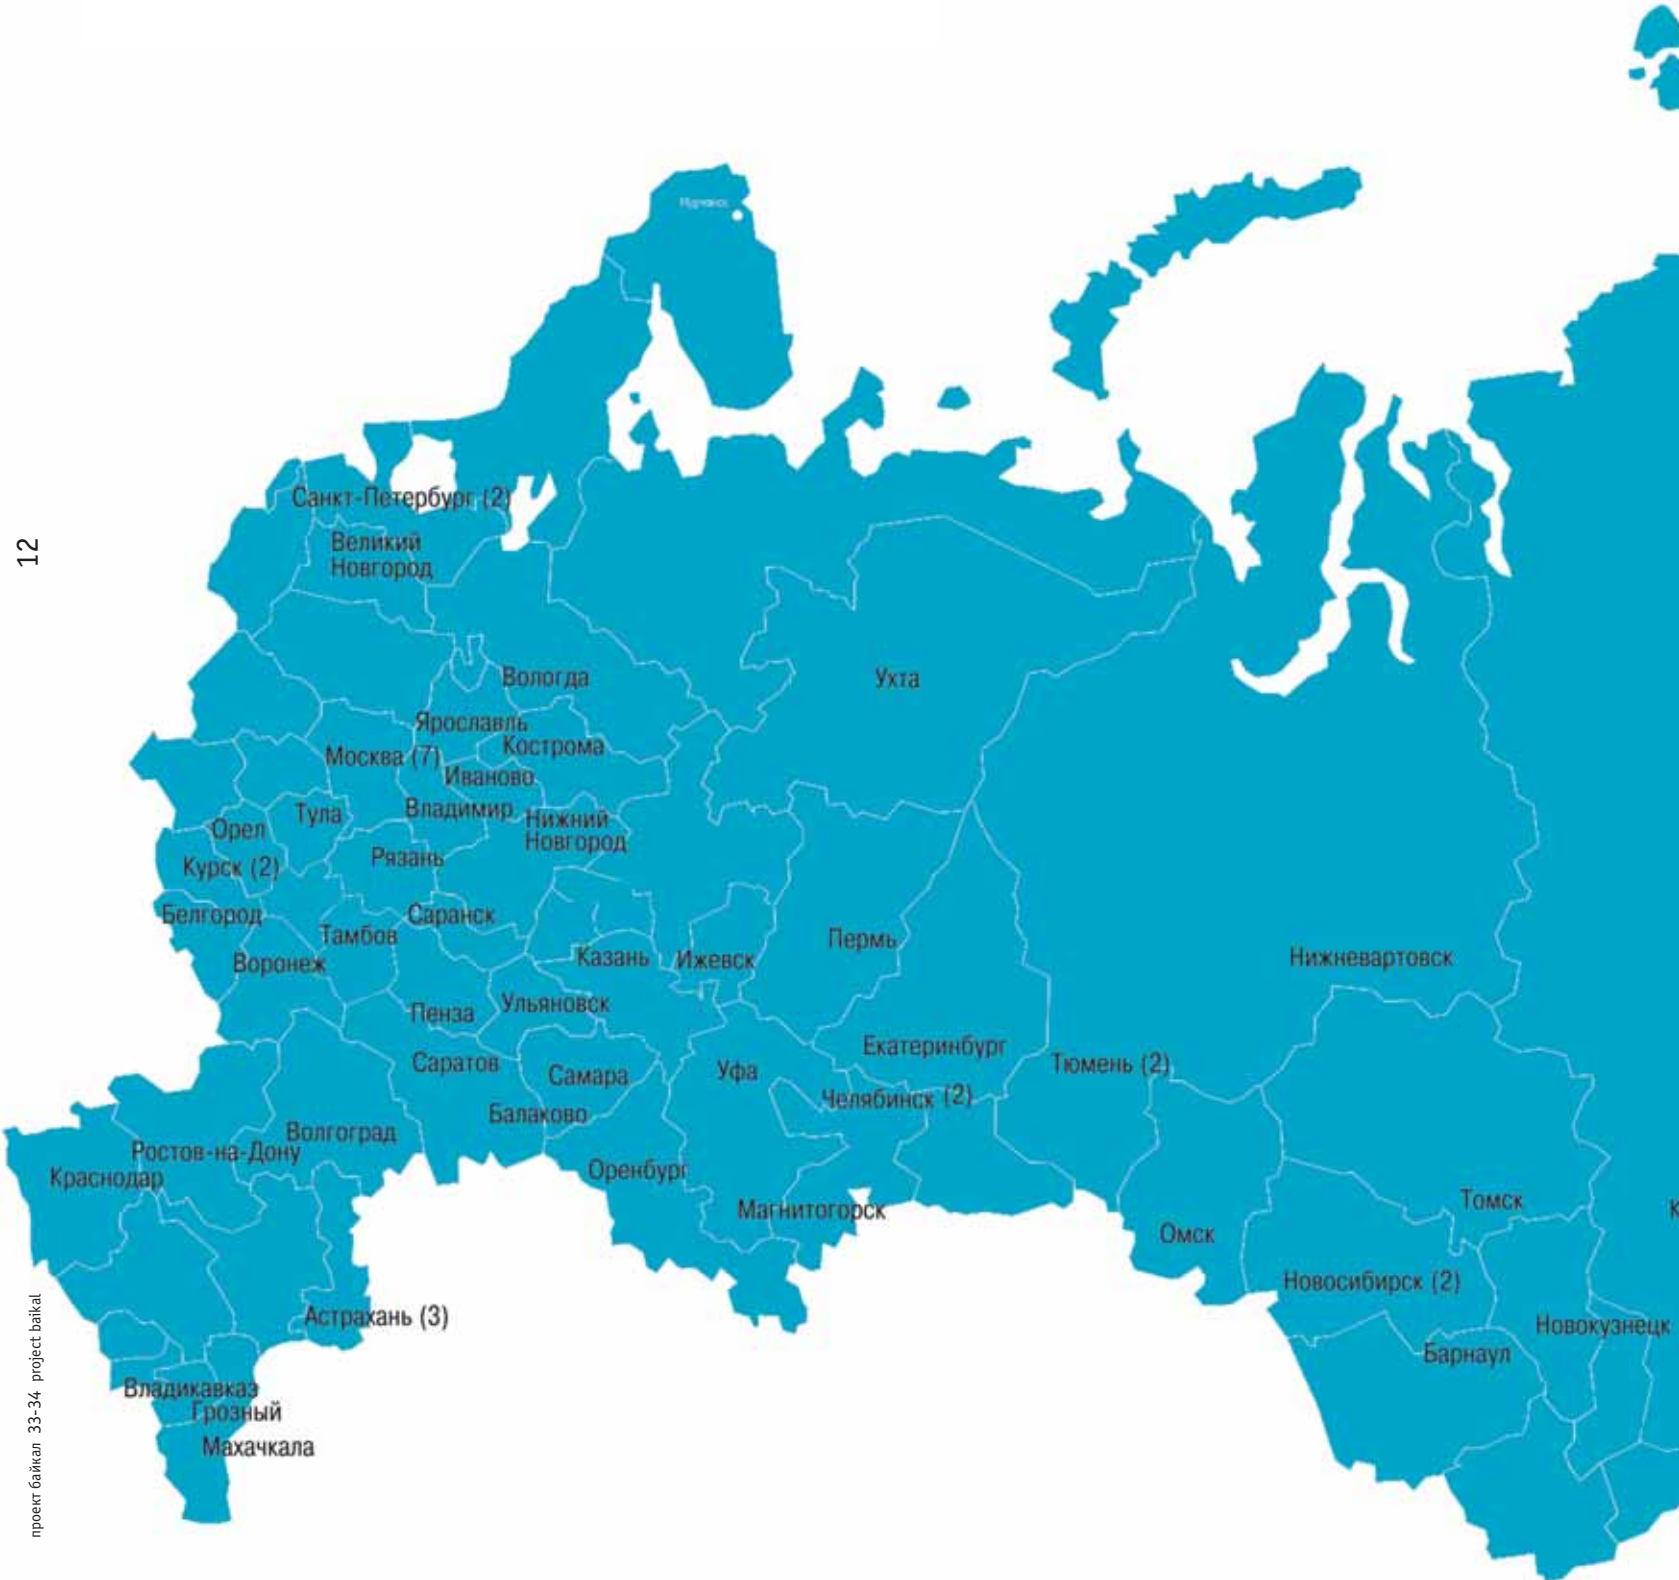 Мурманск
Санкт-Петербург (2)
12
Великий
Новгород
Вологда
Ухта
Ярославль
Кострома
Москва (7)
Иваново
Владимир
Тула
Нижний
Новгород
Орел
Рязань
Курск (2)
Белгород
Саранск
Тамбов
Пермь
Воронеж
Казань
Ижевск
Нижневартовск
Ульяновск
Пенза
Екатеринбург
Саратов
Самара
Уфа
Тюмень (2)
Челябинск (2)
Балаково
Волгоград
Ростов-на-Дону
Краснодар
Оренбург
Магнитогорск
Томск
Омск
Новосибирск (2)
Астрахань (3)
Новокузнецк
Барнаул
Владикавказ
Грозный
Махачкала
проект байкал 33-34 project baikal